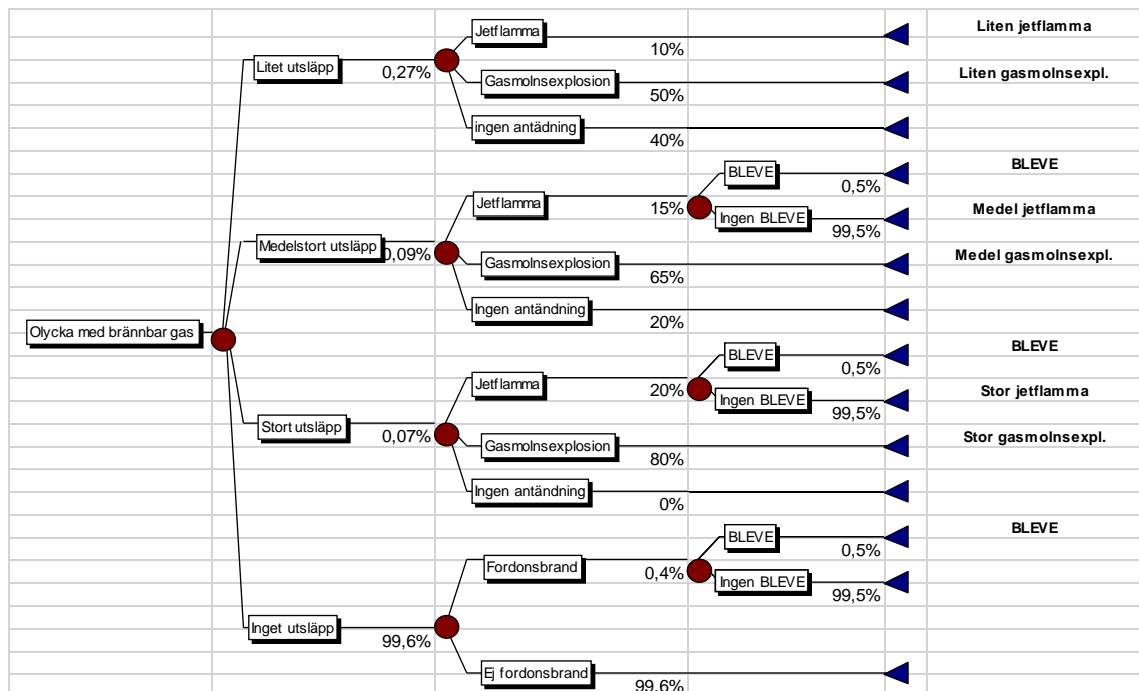 Jetflamma
Liten jetflamma
10%
Litet utsläpp
0,27%
Gasmolnsexplosion
Liten gasmolnsexpl.
50%
ingen antädning
40%
BLEVE
BLEVE
0,5%
Jetflamma
15%
Ingen BLEVE
Medel jetflamma
99,5%
Medelstort utsläpp
0,09%
Gasmolnsexplosion
Medel gasmolnsexpl.
65%
Ingen antändning
20%
Olycka med brännbar gas
BLEVE
BLEVE
0,5%
Jetflamma
20%
Ingen BLEVE
Stor jetflamma
99,5%
Stort utsläpp
0,07%
Gasmolnsexplosion
Stor gasmolnsexpl.
80%
Ingen antändning
0%
BLEVE
BLEVE
0,5%
Fordonsbrand
0,4%
Ingen BLEVE
99,5%
Inget utsläpp
99,6%
Ej fordonsbrand
99,6%